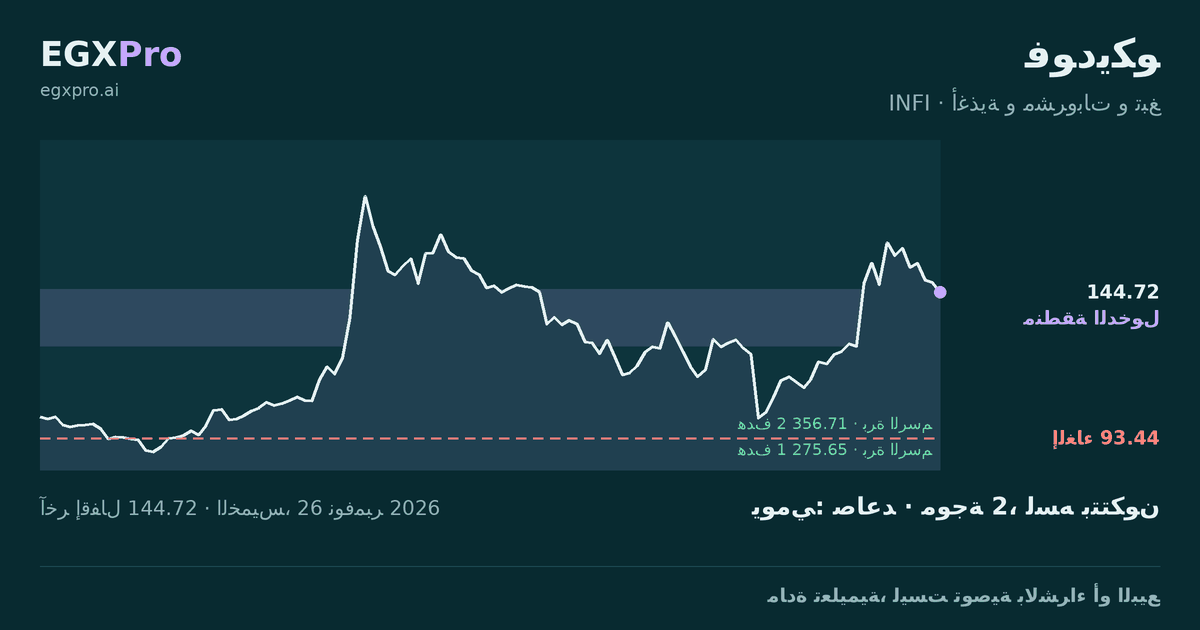 EGXPro
egxpro.ai
فوديكو
INFI · أغذية و مشروبات و تبغ
144.72
منطقة الدخول
هدف 2 356.71 · برة الرسم
إلغاء 93.44
هدف 1 275.65 · برة الرسم
يومي: صاعد · موجة 2، لسه بتتكون
آخر إقفال 144.72 · الخميس، 26 نوفمبر 2026
مادة تعليمية، ليست توصية بالشراء أو البيع